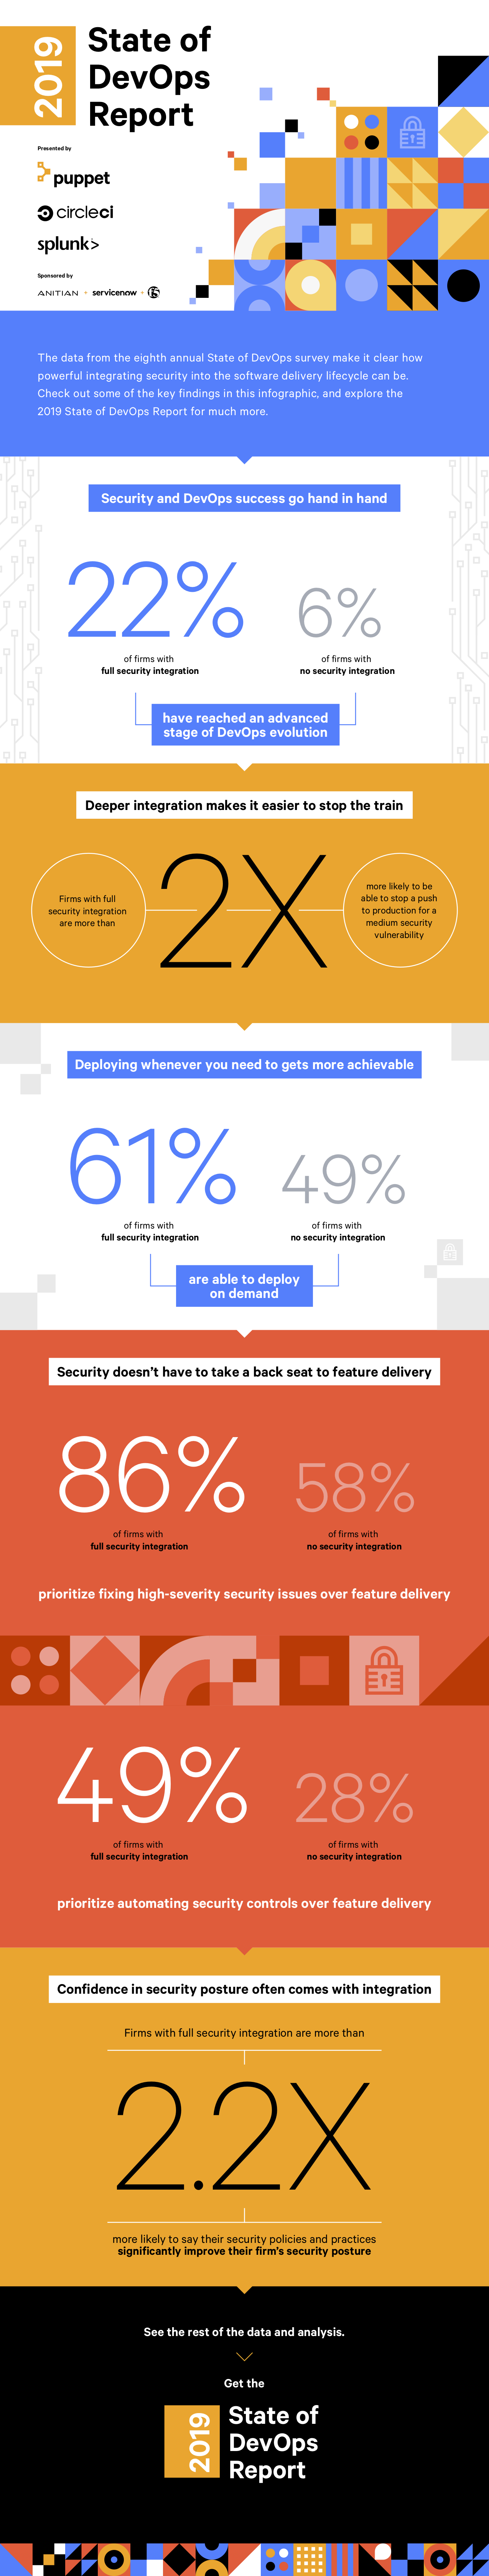 2019
State of
DevOps
Report
Presented by
puppet
circleci
splunk>
Sponsored by
ANITIAN + servicenow +
The data from the eighth annual State of DevOps survey make it clear how
powerful integrating security into the software delivery lifecycle can be.
Check out some of the key findings in this infographic, and explore the
2019 State of DevOps Report for much more.
Security and DevOps success go hand in hand
22%
of firms with
full security integration
6%
of firms with
no security integration
have reached an advanced
stage of DevOps evolution
Deeper integration makes it easier to stop the train
Firms with full
security integration
are more than
2X
more likely to be
able to stop a push
to production for a
medium security
vulnerability
Deploying whenever you need to gets more achievable
61%
of firms with
full security integration
49%
of firms with
no security integration
are able to deploy
on demand
Security doesn't have to take a back seat to feature delivery
86%
of firms with
full security integration
58%
of firms with
no security integration
prioritize fixing high-severity security issues over feature delivery
49%
of firms with
full security integration
28%
of firms with
no security integration
prioritize automating security controls over feature delivery
Confidence in security posture often comes with integration
Firms with full security integration are more than
2.2X
more likely to say their security policies and practices
significantly improve their firm's security posture
See the rest of the data and analysis.
Get the
2019
State of
DevOps
Report